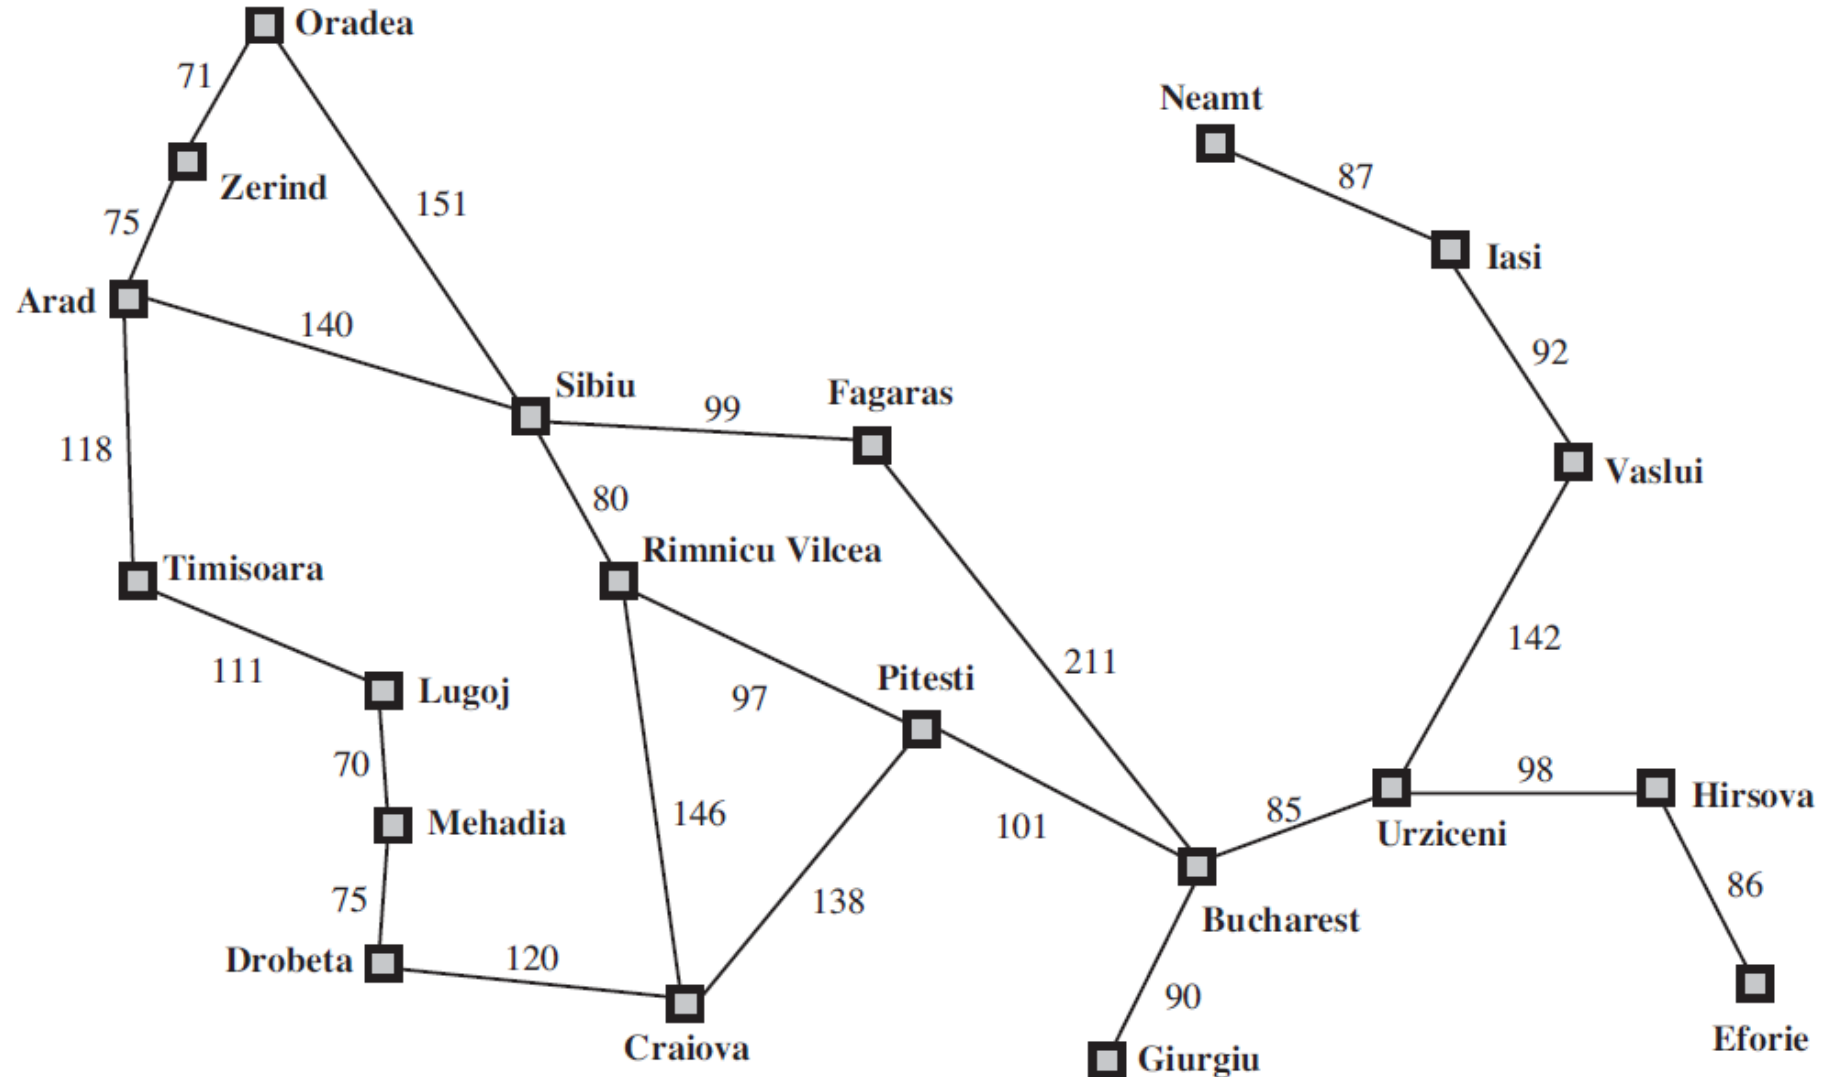 Oradea
71
Neamt
87
Zerind
151
75
Iasi
Arad
140
92
Sibiu
Fagaras
99
118
Vaslui
80
Rimnicu Vilcea
Timisoara
142
211
111
Pitesti
Lugoj
97
70
98
Hirsova
146
85
Mehadia
101
Urziceni
86
75
138
Bucharest
Drobeta
120
90
Eforie
Craiova
Giurgiu